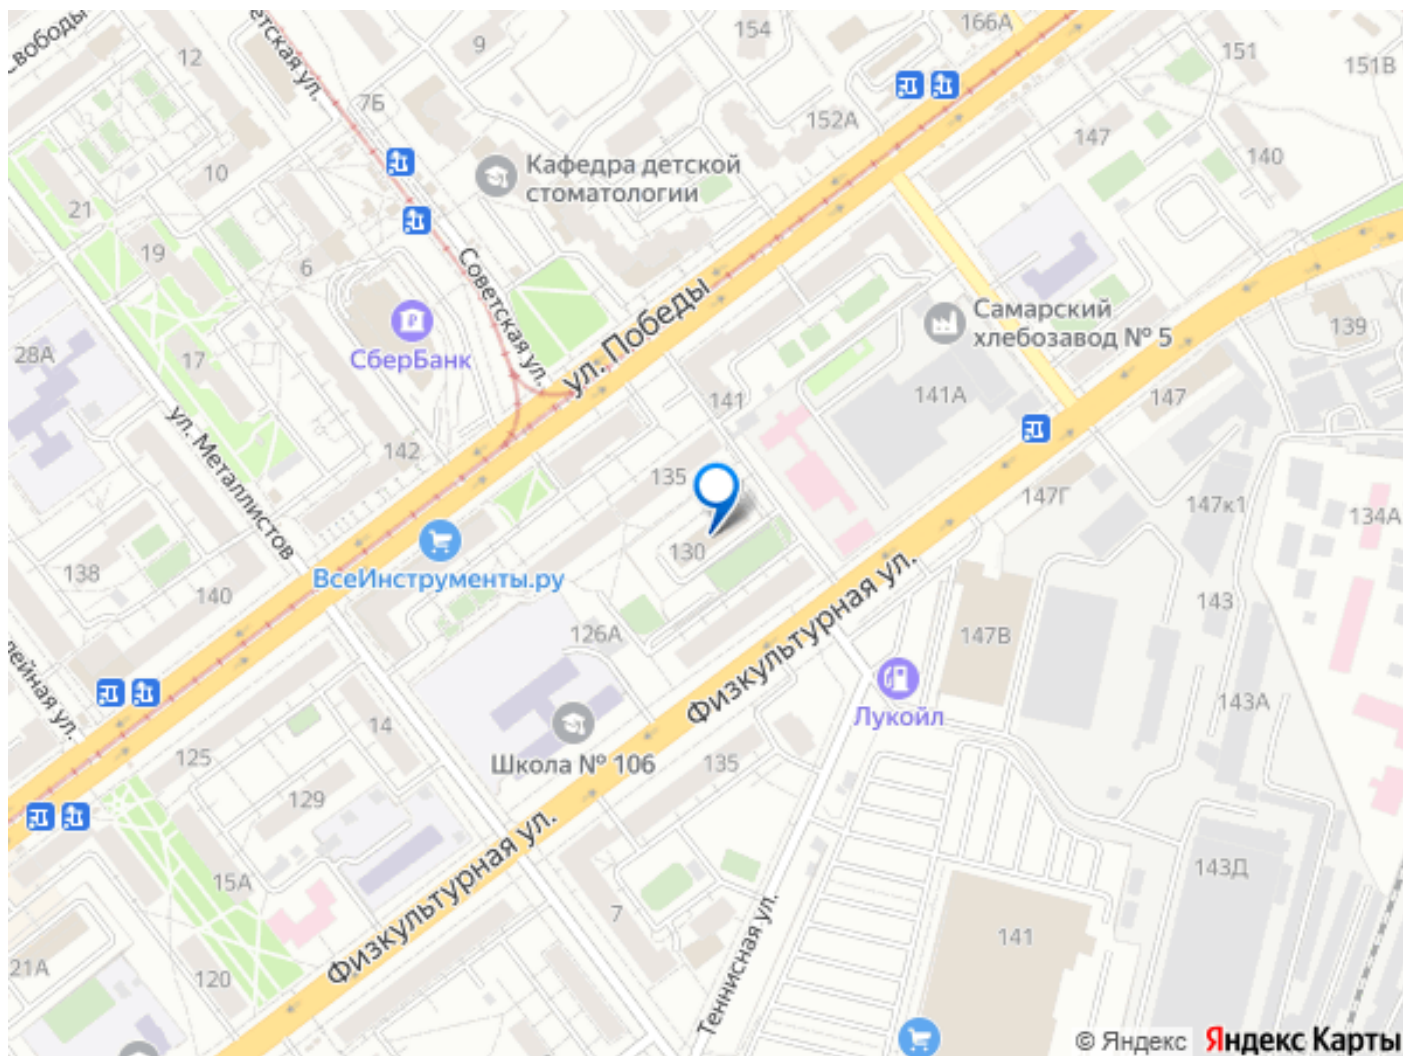 Свободы
12
9
154
166А
151
151В
етская ул.
7Б
152А
147
140
10
Кафедра детской
стоматологии
21
19
6
Советская ул.
ул. Победы
Самарский
хлебозавод № 5
139
28А
17
СберБанк
141
141А
147
ул. Металлистов
142
135
147Г
147к1
134А
130
138
140
ВсеИнструменты.ру
126А
Физкультурная ул.
147В
143
лейная ул.
14
Лукойл
143А
125
Школа № 106
135
129
Физкультурная ул.
15А
7
143Д
Теннисная ул.
141
21А
120
© Яндекс Яндекс Карты